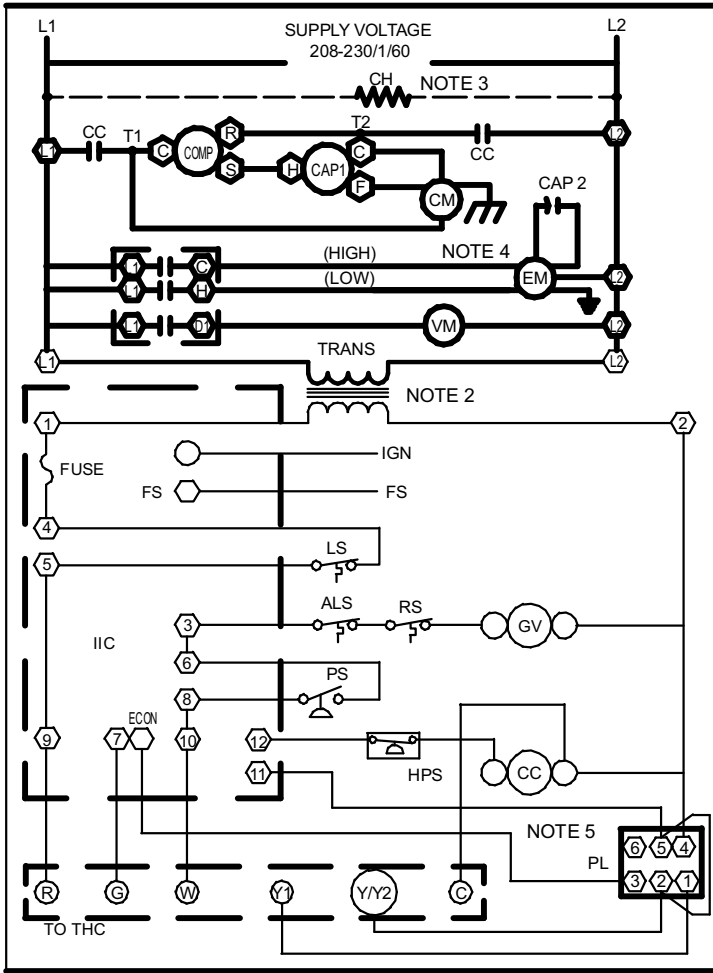 L1 SUPPLY VOLTAGE L2
208-230/1/60
CH NOTE 3
CC T1 R T2
L1 C COMP C CC L2
S H CAP1
F CM CAP 2
NOTE 4
L1 C (HIGH)
L1 H (LOW) EM L2
L1 D1 VM L2
TRANS
L1 L2
NOTE 2
1 2
FUSE IGN
FS FS
4
LS
5
ALS RS
3 GV
IIC
6
PS
8
ECON
9 7 10 12
HPS CC
11
NOTE 5
6 5 4
PL
3 2 1
R G W Y1 Y/Y2 C
TO THC